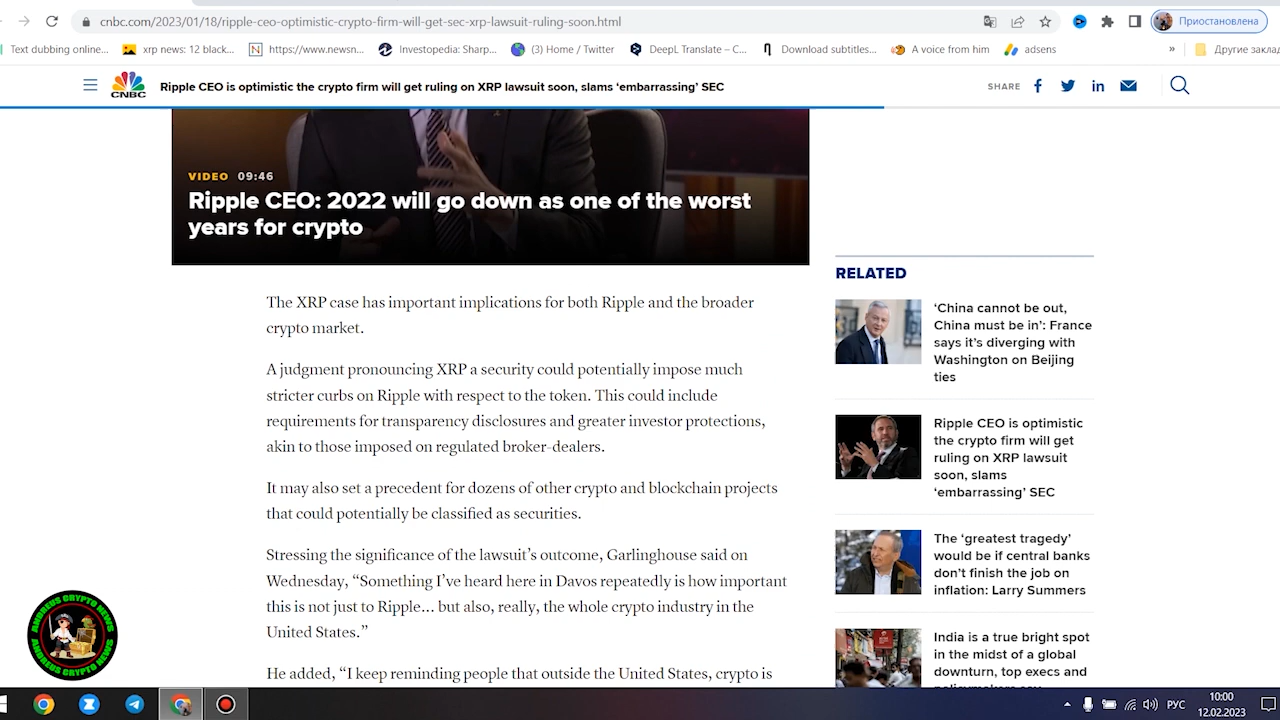 cnbc.com/2023/01/18/ripple-ceo-optimistic-crypto-firm-will-get-sec-xrp-lawsuit-ruling-soon.html
Приостановлена
Text dubbing online...
xrp news: 12 black...
https://www.newsn...
Investopedia: Sharp...
(3) Home / Twitter
DeepL Translate – C...
Download subtitles...
A voice from him
adsens
»
Другие заклад
CNBC
Ripple CEO is optimistic the crypto firm will get ruling on XRP lawsuit soon, slams ‘embarrassing’ SEC
SHARE
VIDEO 09:46
Ripple CEO: 2022 will go down as one of the worst
years for crypto
The XRP case has important implications for both Ripple and the broader
crypto market.
A judgment pronouncing XRP a security could potentially impose much
stricter curbs on Ripple with respect to the token. This could include
requirements for transparency disclosures and greater investor protections,
akin to those imposed on regulated broker-dealers.
It may also set a precedent for dozens of other crypto and blockchain projects
that could potentially be classified as securities.
Stressing the significance of the lawsuit’s outcome, Garlinghouse said on
Wednesday, “Something I’ve heard here in Davos repeatedly is how important
this is not just to Ripple… but also, really, the whole crypto industry in the
United States.”
He added, “I keep reminding people that outside the United States, crypto is
RELATED
‘China cannot be out,
China must be in’: France
says it’s diverging with
Washington on Beijing
ties
Ripple CEO is optimistic
the crypto firm will get
ruling on XRP lawsuit
soon, slams
‘embarrassing’ SEC
The ‘greatest tragedy’
would be if central banks
don’t finish the job on
inflation: Larry Summers
India is a true bright spot
in the midst of a global
downturn, top execs and
policymakers say
ANDREUS CRYPTO NEWS
ANDREUS CRYPTO NEWS
РУС
10:00
12.02.2023